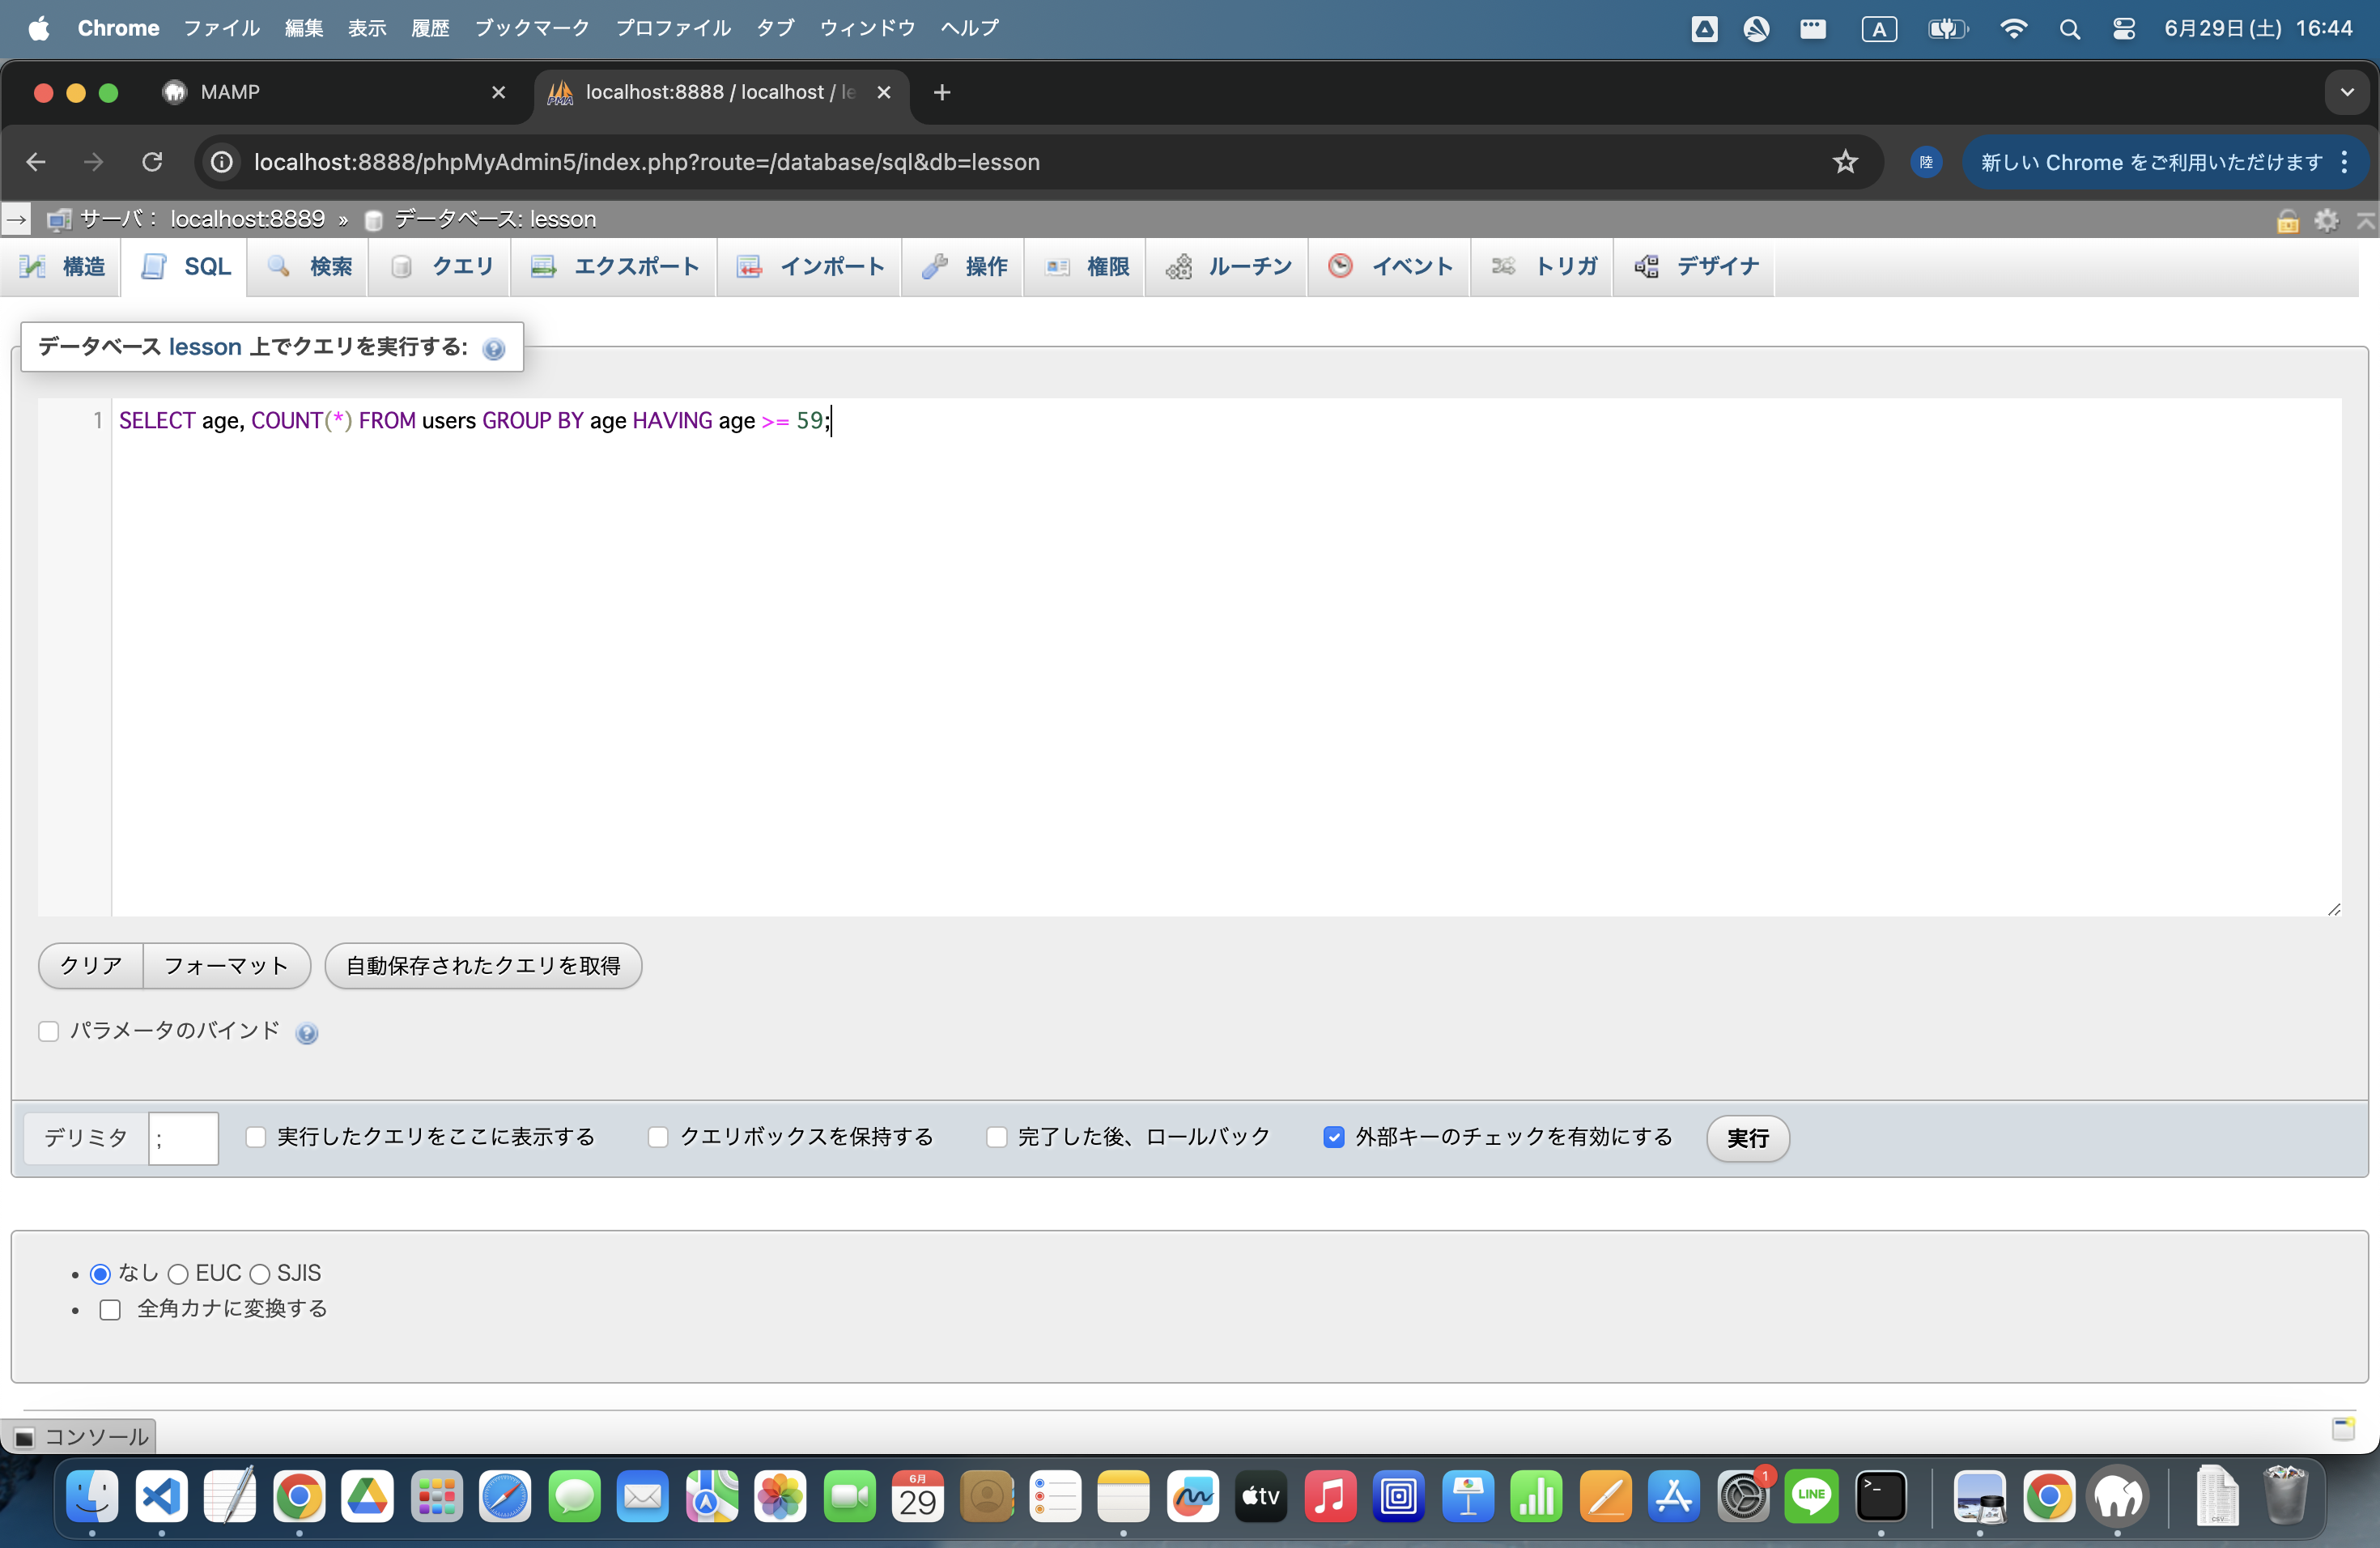 Chrome ファイル 編集 表示 履歴 ブックマーク プロファイル タブ ウィンドウ ヘルプ A 6月29日(土) 16:44
MAMP localhost:8888 / localhost / le
localhost:8888/phpMyAdmin5/index.php?route=/database/sql&db=lesson 陸 新しい Chrome をご利用いただけます
サーバ: localhost:8889 » データベース: lesson
構造 SQL 検索 クエリ エクスポート インポート 操作 権限 ルーチン イベント トリガ デザイナ
データベース lesson 上でクエリを実行する:
1 SELECT age, COUNT(*) FROM users GROUP BY age HAVING age >= 59;
クリア フォーマット 自動保存されたクエリを取得
パラメータのバインド
デリミタ ; 実行したクエリをここに表示する クエリボックスを保持する 完了した後、ロールバック 外部キーのチェックを有効にする 実行
なし EUC SJIS
全角カナに変換する
コンソール
6月
29
tv
1
LINE
>_
CSV